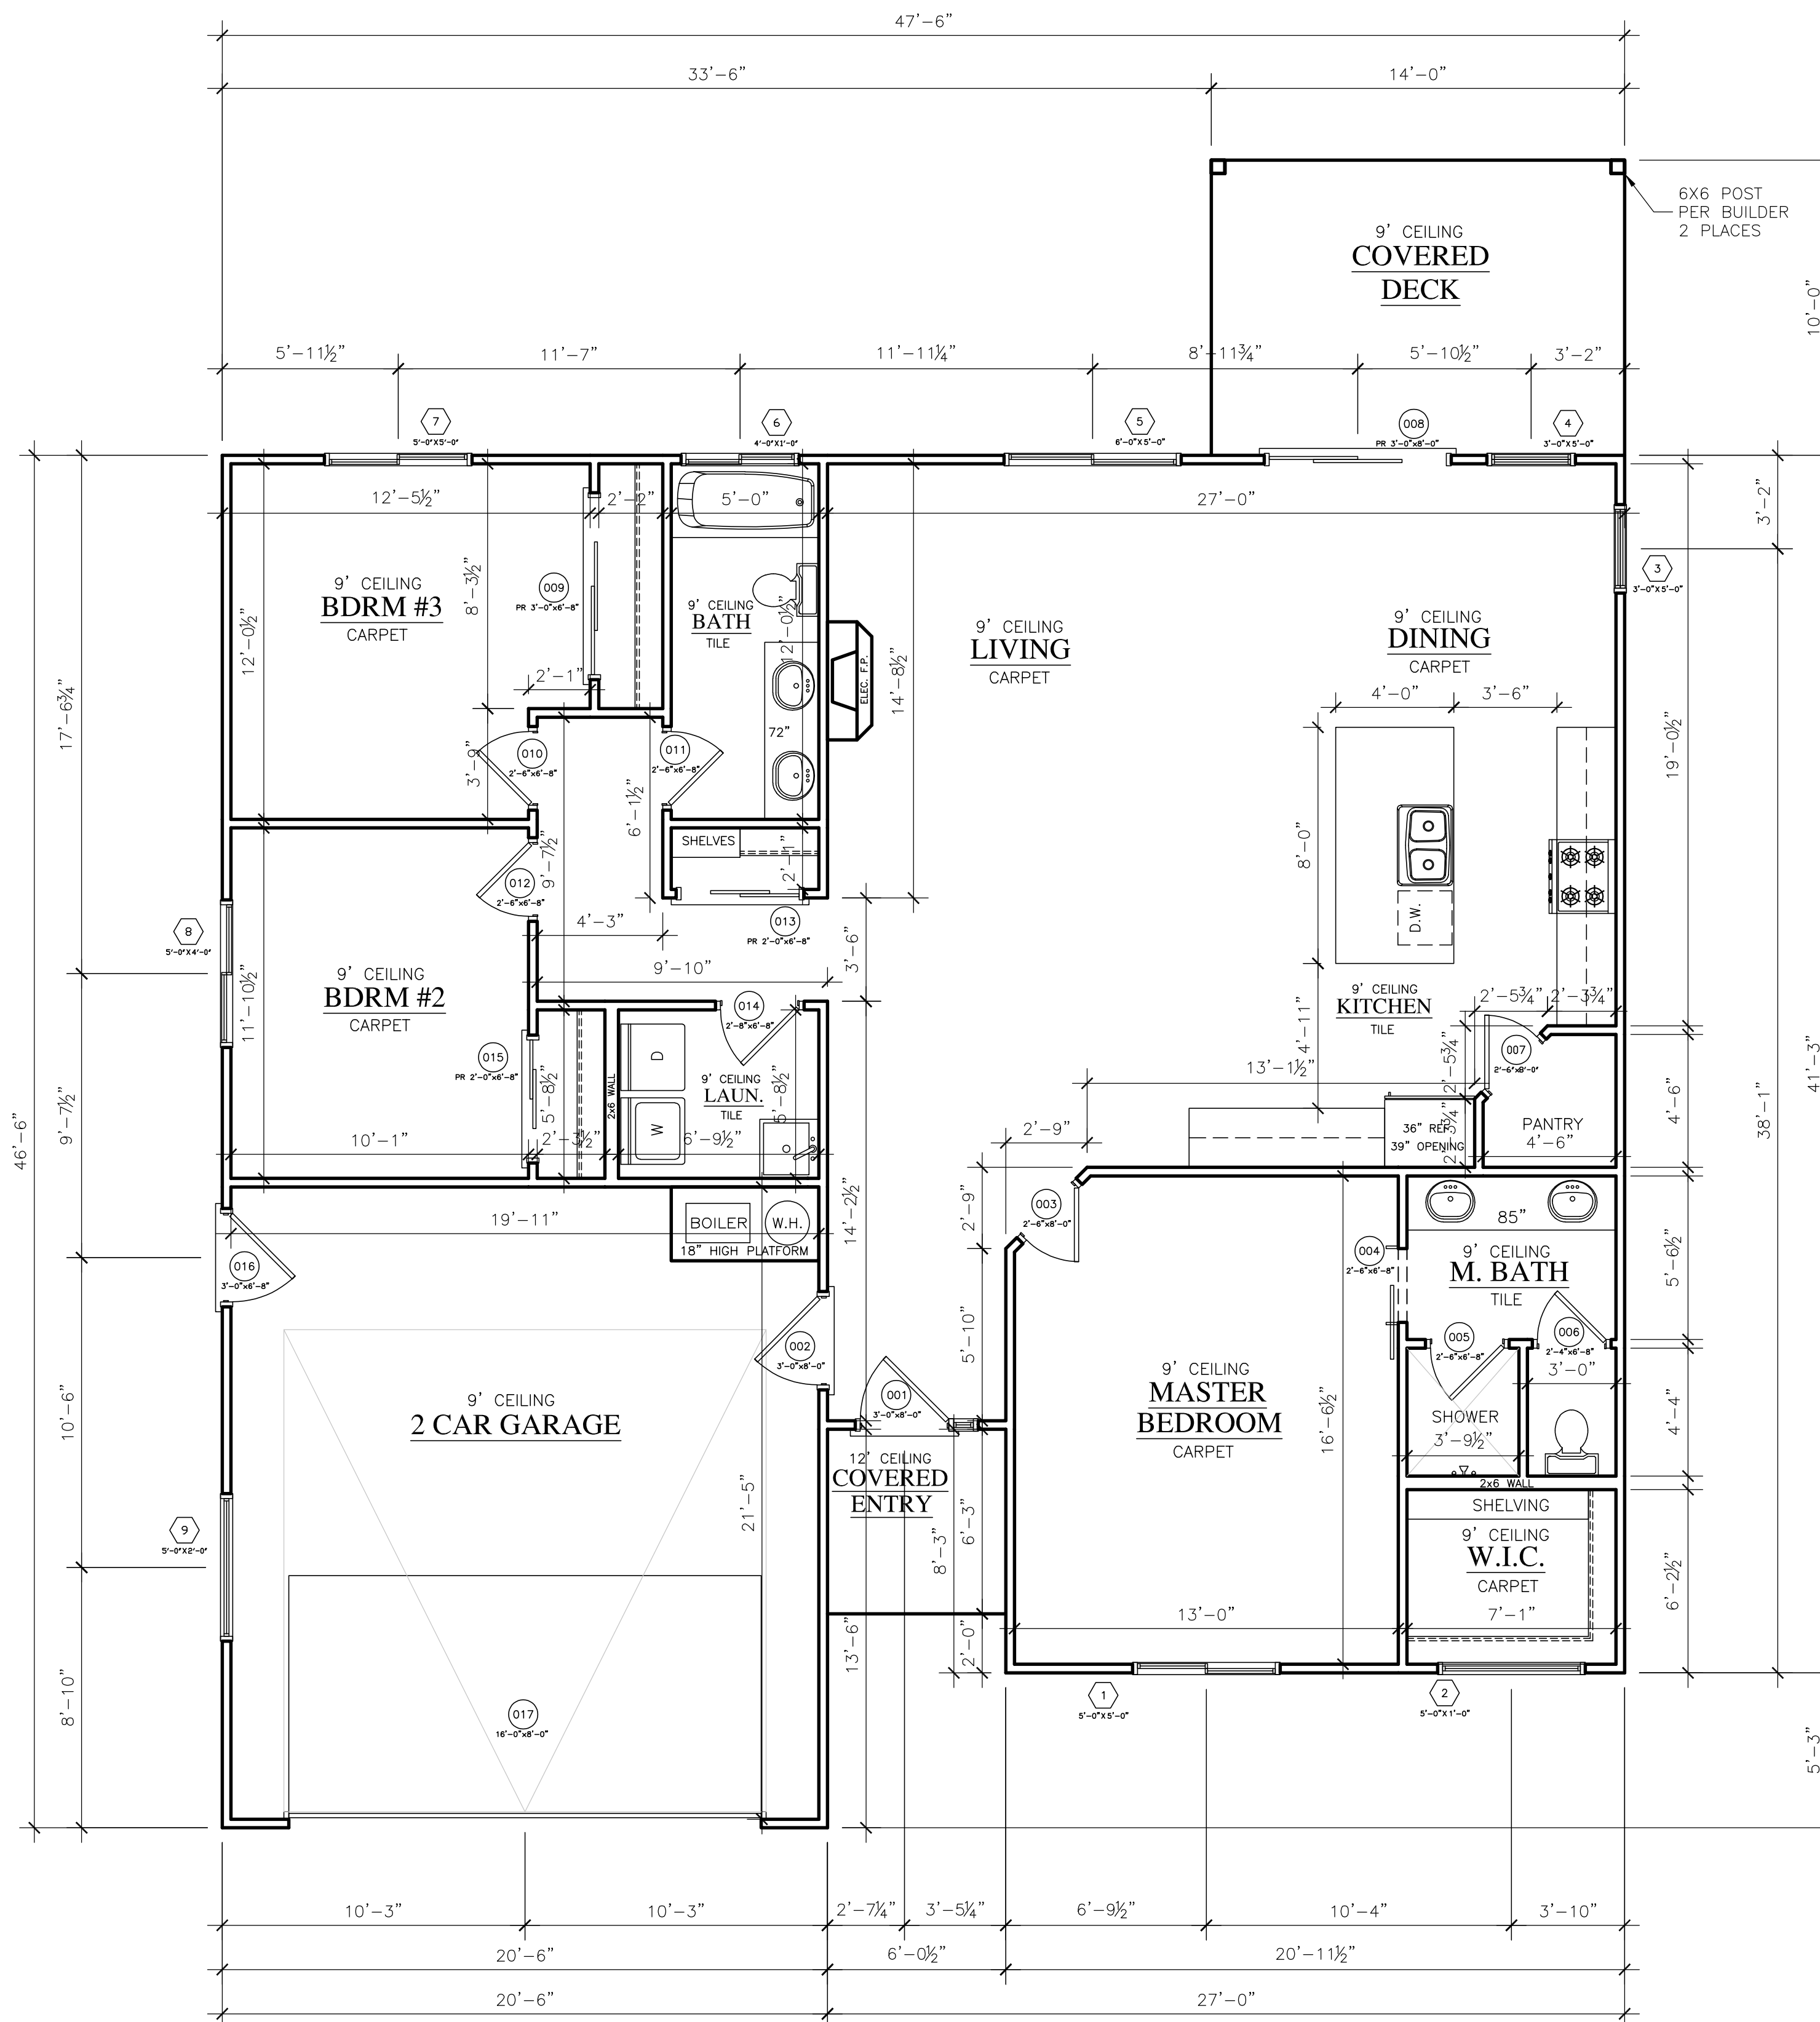 47'-6"
33'-6"
14'-0"
6X6 POST
PER BUILDER
2 PLACES
9' CEILING
COVERED
DECK
10'-0"
5'-11½"
11'-7"
11'-11¼"
8'-11¾"
5'-10½"
3'-2"
7
5'-0"X5'-0"
6
4'-0"X1'-0"
5
6'-0"X5'-0"
008
PR 3'-0"x8'-0"
4
3'-0"X5'-0"
12'-5½"
2'-2"
5'-0"
27'-0"
3'-2"
3
3'-0"X5'-0"
9' CEILING
BDRM #3
CARPET
8'-3½"
009
PR 3'-0"x6'-8"
12'-0½"
2'-1"
9' CEILING
BATH
TILE
12'-0½"
72"
ELEC. F.P.
14'-8½"
9' CEILING
LIVING
CARPET
9' CEILING
DINING
CARPET
4'-0"
3'-6"
19'-0½"
17'-6¾"
3'-9"
010
2'-6"x6'-8"
011
2'-6"x6'-8"
6'-1½"
SHELVES
2'-1"
9'-7½"
012
2'-6"x6'-8"
8'-0"
D.W.
4'-3"
013
PR 2'-0"x6'-8"
3'-6"
9'-10"
8
5'-0"X4'-0"
9' CEILING
BDRM #2
CARPET
11'-10½"
014
2'-8"x6'-8"
9' CEILING
KITCHEN
TILE
2'-5¾"
2'-3¾"
4'-11"
2'-5¾"
007
2'-6"x8'-0"
13'-1½"
015
PR 2'-0"x6'-8"
5'-8½"
2x6 WALL
D
W
9' CEILING
LAUN.
TILE
5'-8½"
9'-7½"
46'-6"
41'-3"
38'-1"
4'-6"
10'-1"
2'-3½"
6'-9½"
2'-9"
36" REF.
39" OPENING
2'-3¾"
PANTRY
4'-6"
19'-11"
BOILER
W.H.
18" HIGH PLATFORM
14'-2½"
2'-9"
003
2'-6"x8'-0"
85"
004
2'-6"x6'-8"
9' CEILING
M. BATH
TILE
5'-6½"
016
3'-0"x6'-8"
002
3'-0"x8'-0"
5'-10"
005
2'-6"x6'-8"
006
2'-4"x6'-8"
3'-0"
9' CEILING
2 CAR GARAGE
001
3'-0"x8'-0"
9' CEILING
MASTER
BEDROOM
CARPET
16'-6½"
SHOWER
3'-9½"
4'-4"
10'-6"
12' CEILING
COVERED
ENTRY
2x6 WALL
SHELVING
9' CEILING
W.I.C.
CARPET
21'-5"
6'-3"
8'-3"
9
5'-0"X2'-0"
6'-2½"
13'-0"
7'-1"
13'-6"
2'-0"
8'-10"
017
16'-0"x8'-0"
1
5'-0"X5'-0"
2
5'-0"X1'-0"
5'-3"
10'-3"
10'-3"
2'-7¼"
3'-5¼"
6'-9½"
10'-4"
3'-10"
20'-6"
6'-0½"
20'-11½"
20'-6"
27'-0"